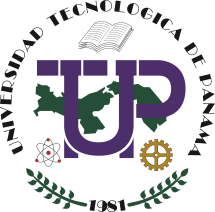 UNIVERSIDAD TECNOLOGICA DE PANAMA
UTP
1981